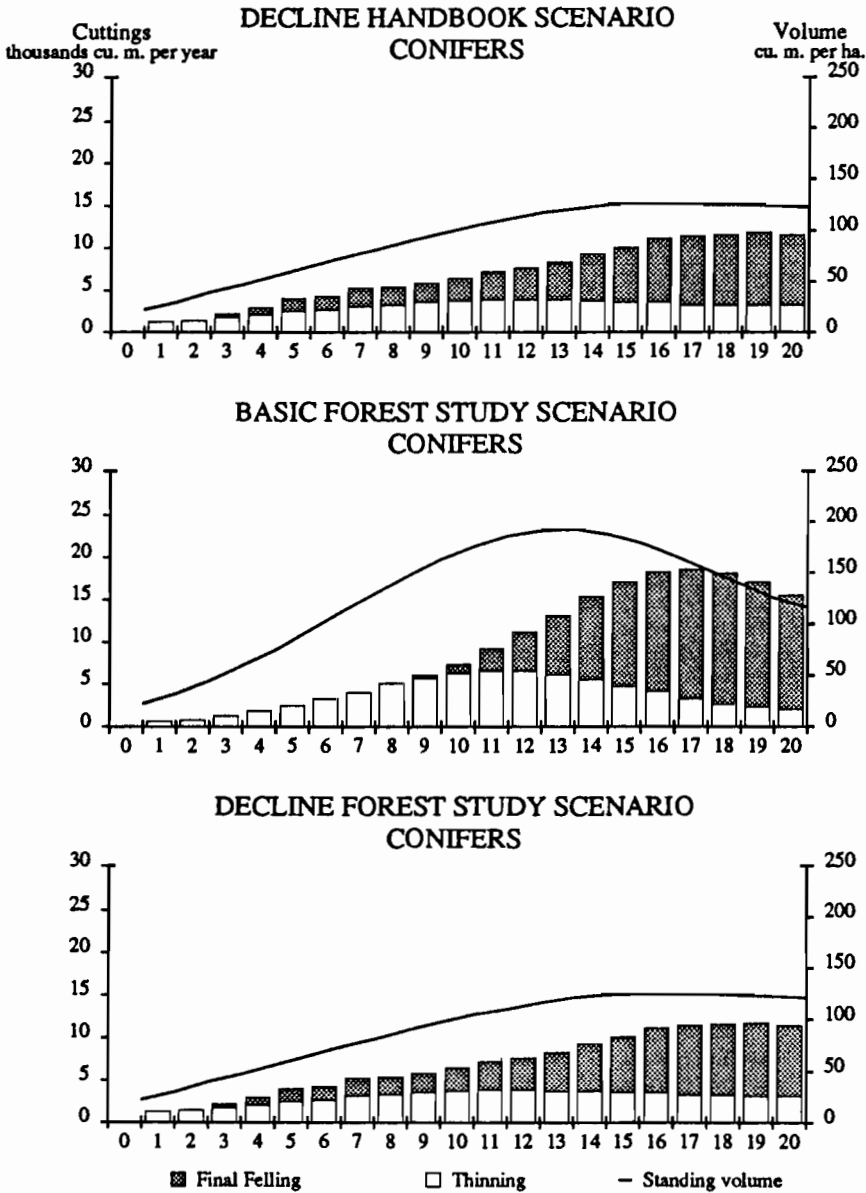 DECLINE HANDBOOK SCENARIO
CONIFERS
Cuttings
thousands cu. m. per year
Volume
cu. m. per ha.
30
25
20
15
10
5
0
250
200
150
100
50
0
0 1 2 3 4 5 6 7 8 9 10 11 12 13 14 15 16 17 18 19 20
BASIC FOREST STUDY SCENARIO
CONIFERS
30
25
20
15
10
5
0
250
200
150
100
50
0
0 1 2 3 4 5 6 7 8 9 10 11 12 13 14 15 16 17 18 19 20
DECLINE FOREST STUDY SCENARIO
CONIFERS
30
25
20
15
10
5
0
250
200
150
100
50
0
0 1 2 3 4 5 6 7 8 9 10 11 12 13 14 15 16 17 18 19 20
Final Felling Thinning Standing volume